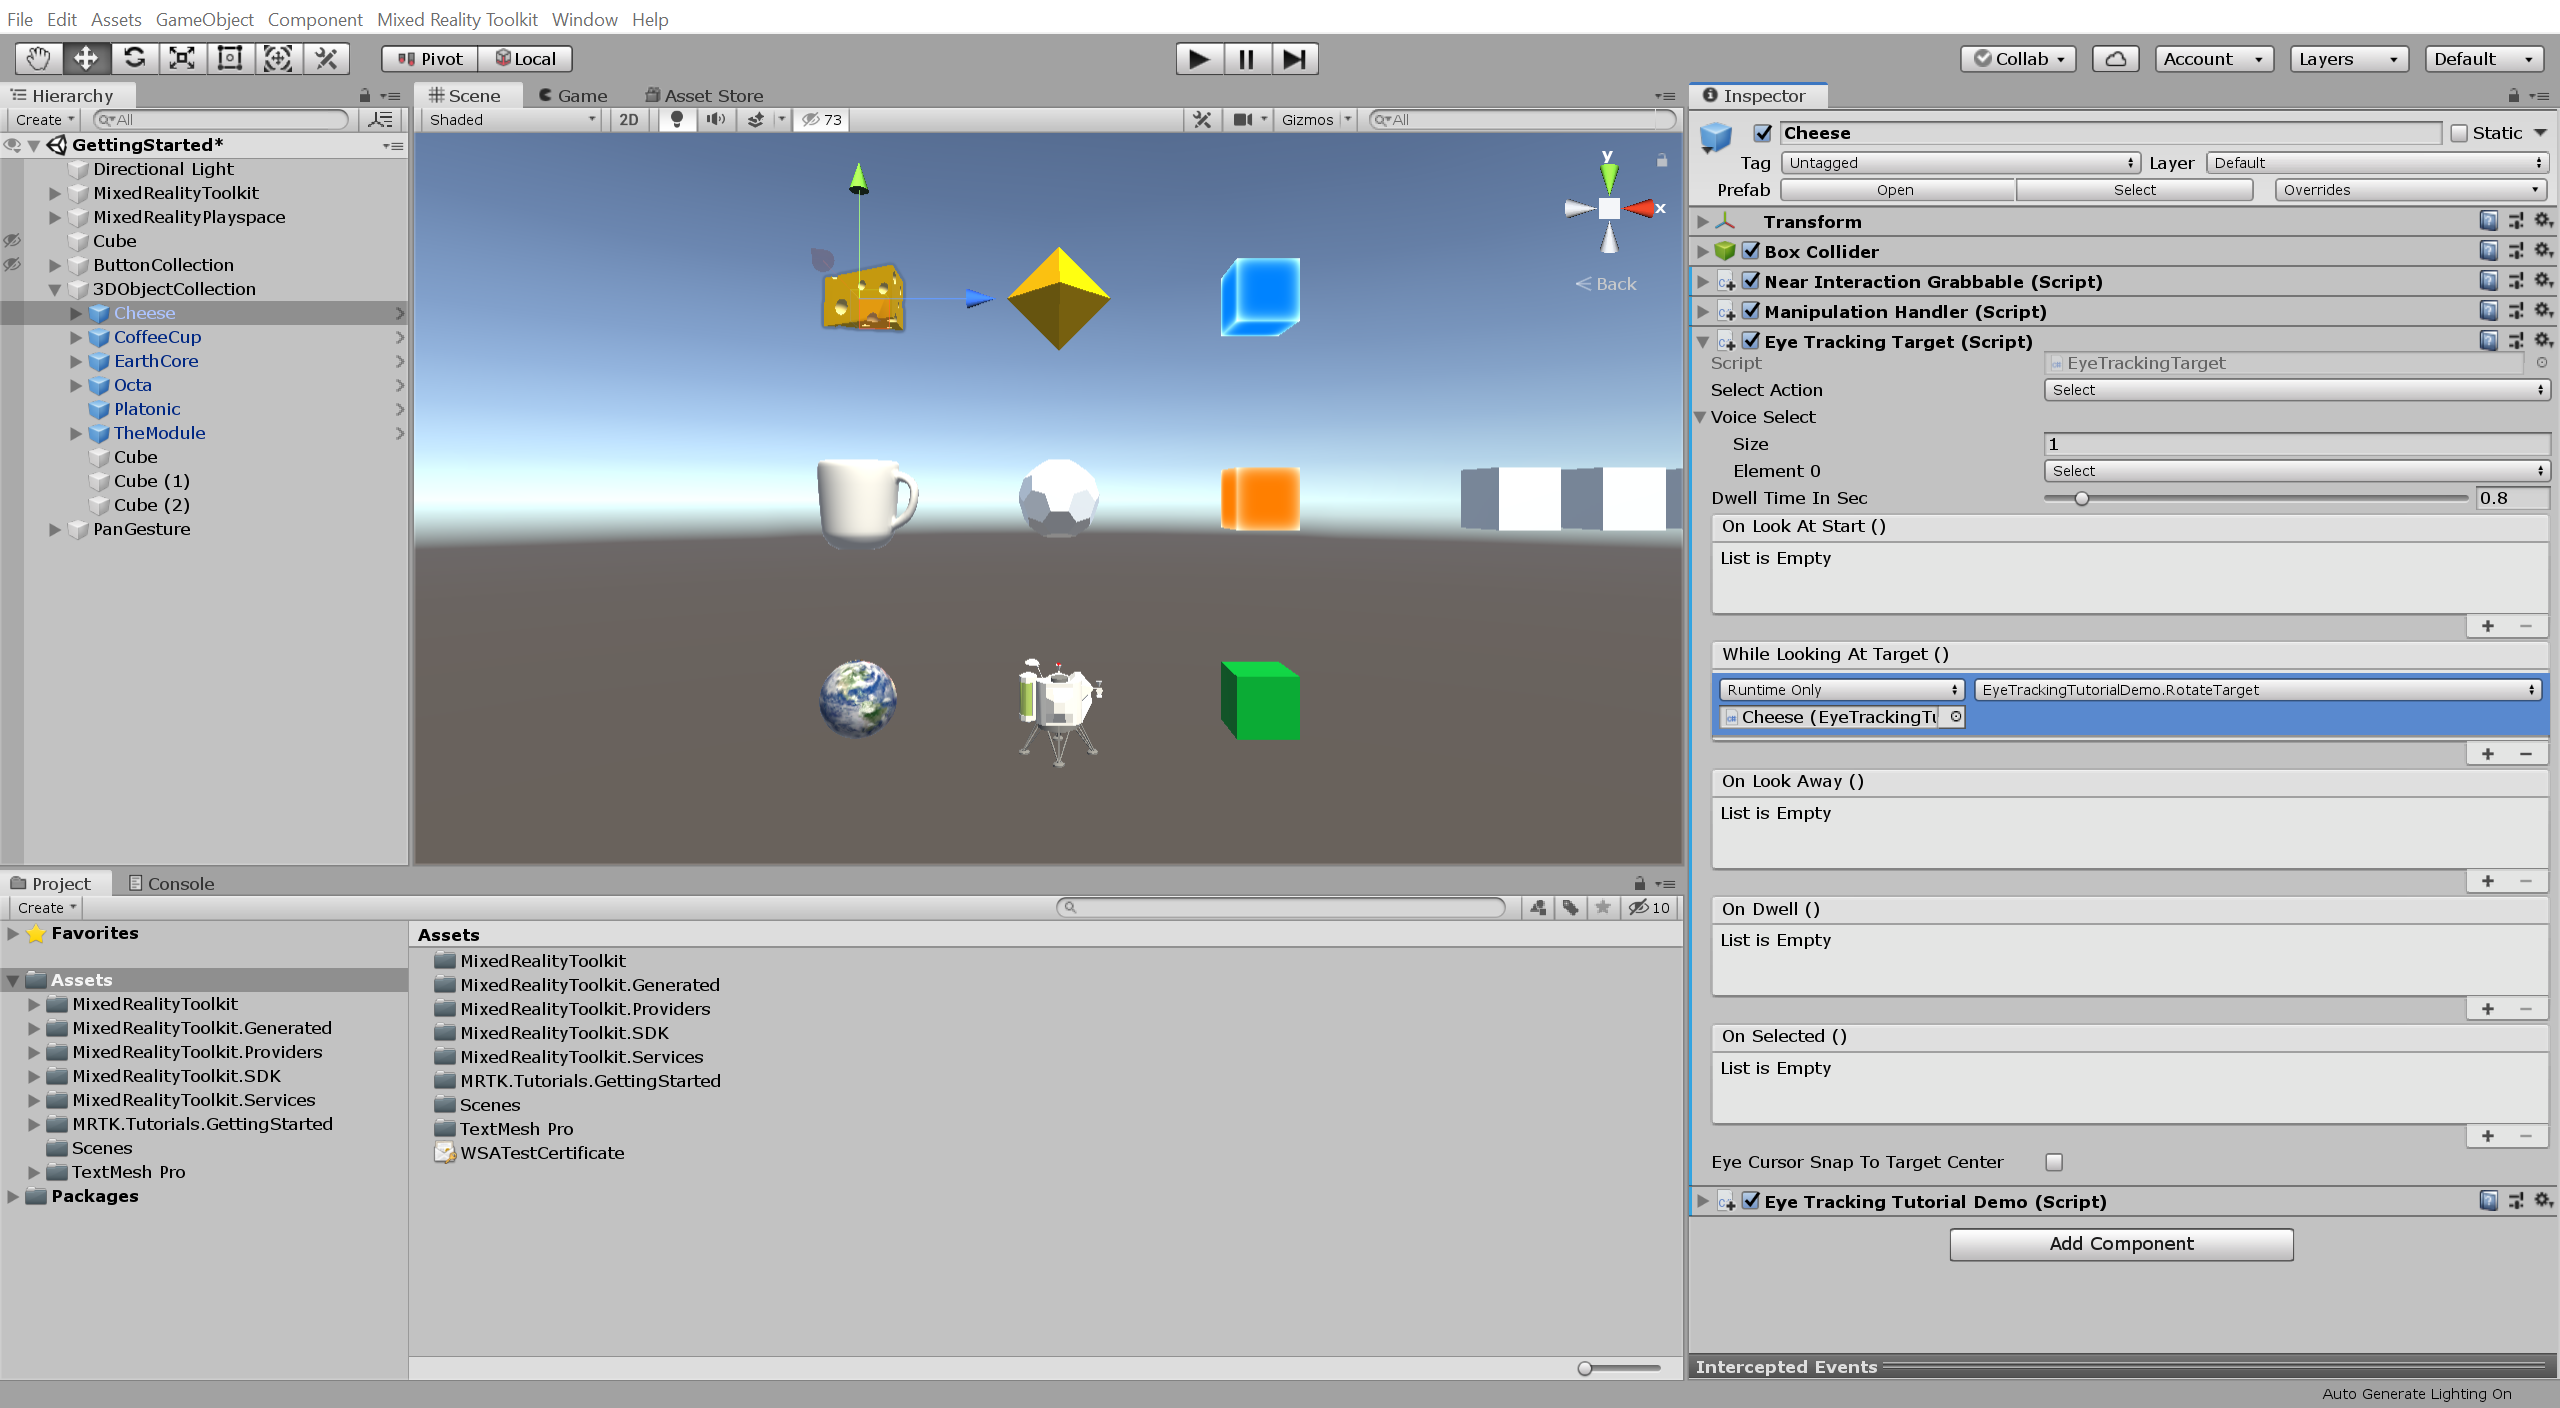 File Edit Assets GameObject Component Mixed Reality Toolkit Window Help
Pivot Local
Collab Account Layers Default
Hierarchy
Create All
GettingStarted*
Directional Light
MixedRealityToolkit
MixedRealityPlayspace
Cube
ButtonCollection
3DObjectCollection
Cheese
CoffeeCup
EarthCore
Octa
Platonic
TheModule
Cube
Cube (1)
Cube (2)
PanGesture
Scene Game Asset Store
Shaded 2D 73 Gizmos All
y
x
Back
Project Console
Create 10
Favorites
Assets
MixedRealityToolkit
MixedRealityToolkit.Generated
MixedRealityToolkit.Providers
MixedRealityToolkit.SDK
MixedRealityToolkit.Services
MRTK.Tutorials.GettingStarted
Scenes
TextMesh Pro
Packages
Assets
MixedRealityToolkit
MixedRealityToolkit.Generated
MixedRealityToolkit.Providers
MixedRealityToolkit.SDK
MixedRealityToolkit.Services
MRTK.Tutorials.GettingStarted
Scenes
TextMesh Pro
WSATestCertificate
Inspector
Cheese Static
Tag Untagged Layer Default
Prefab Open Select Overrides
Transform
Box Collider
Near Interaction Grabbable (Script)
Manipulation Handler (Script)
Eye Tracking Target (Script)
Script EyeTrackingTarget
Select Action Select
Voice Select
Size 1
Element 0 Select
Dwell Time In Sec 0.8
On Look At Start ()
List is Empty
While Looking At Target ()
Runtime Only EyeTrackingTutorialDemo.RotateTarget
Cheese (EyeTrackingTu
On Look Away ()
List is Empty
On Dwell ()
List is Empty
On Selected ()
List is Empty
Eye Cursor Snap To Target Center
Eye Tracking Tutorial Demo (Script)
Add Component
Intercepted Events
Auto Generate Lighting On